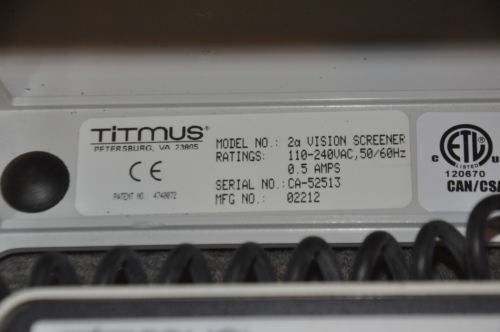 TiTMUS®
PETERSBURG, VA 23805
CE
PATENT NO.: 4740072
MODEL NO.: 2a VISION SCREENER
RATINGS: 110-240VAC,50/60Hz
0.5 AMPS
SERIAL NO.:CA-52513
MFG NO.: 02212
C ETL U
LISTED
120670
CAN/CSA